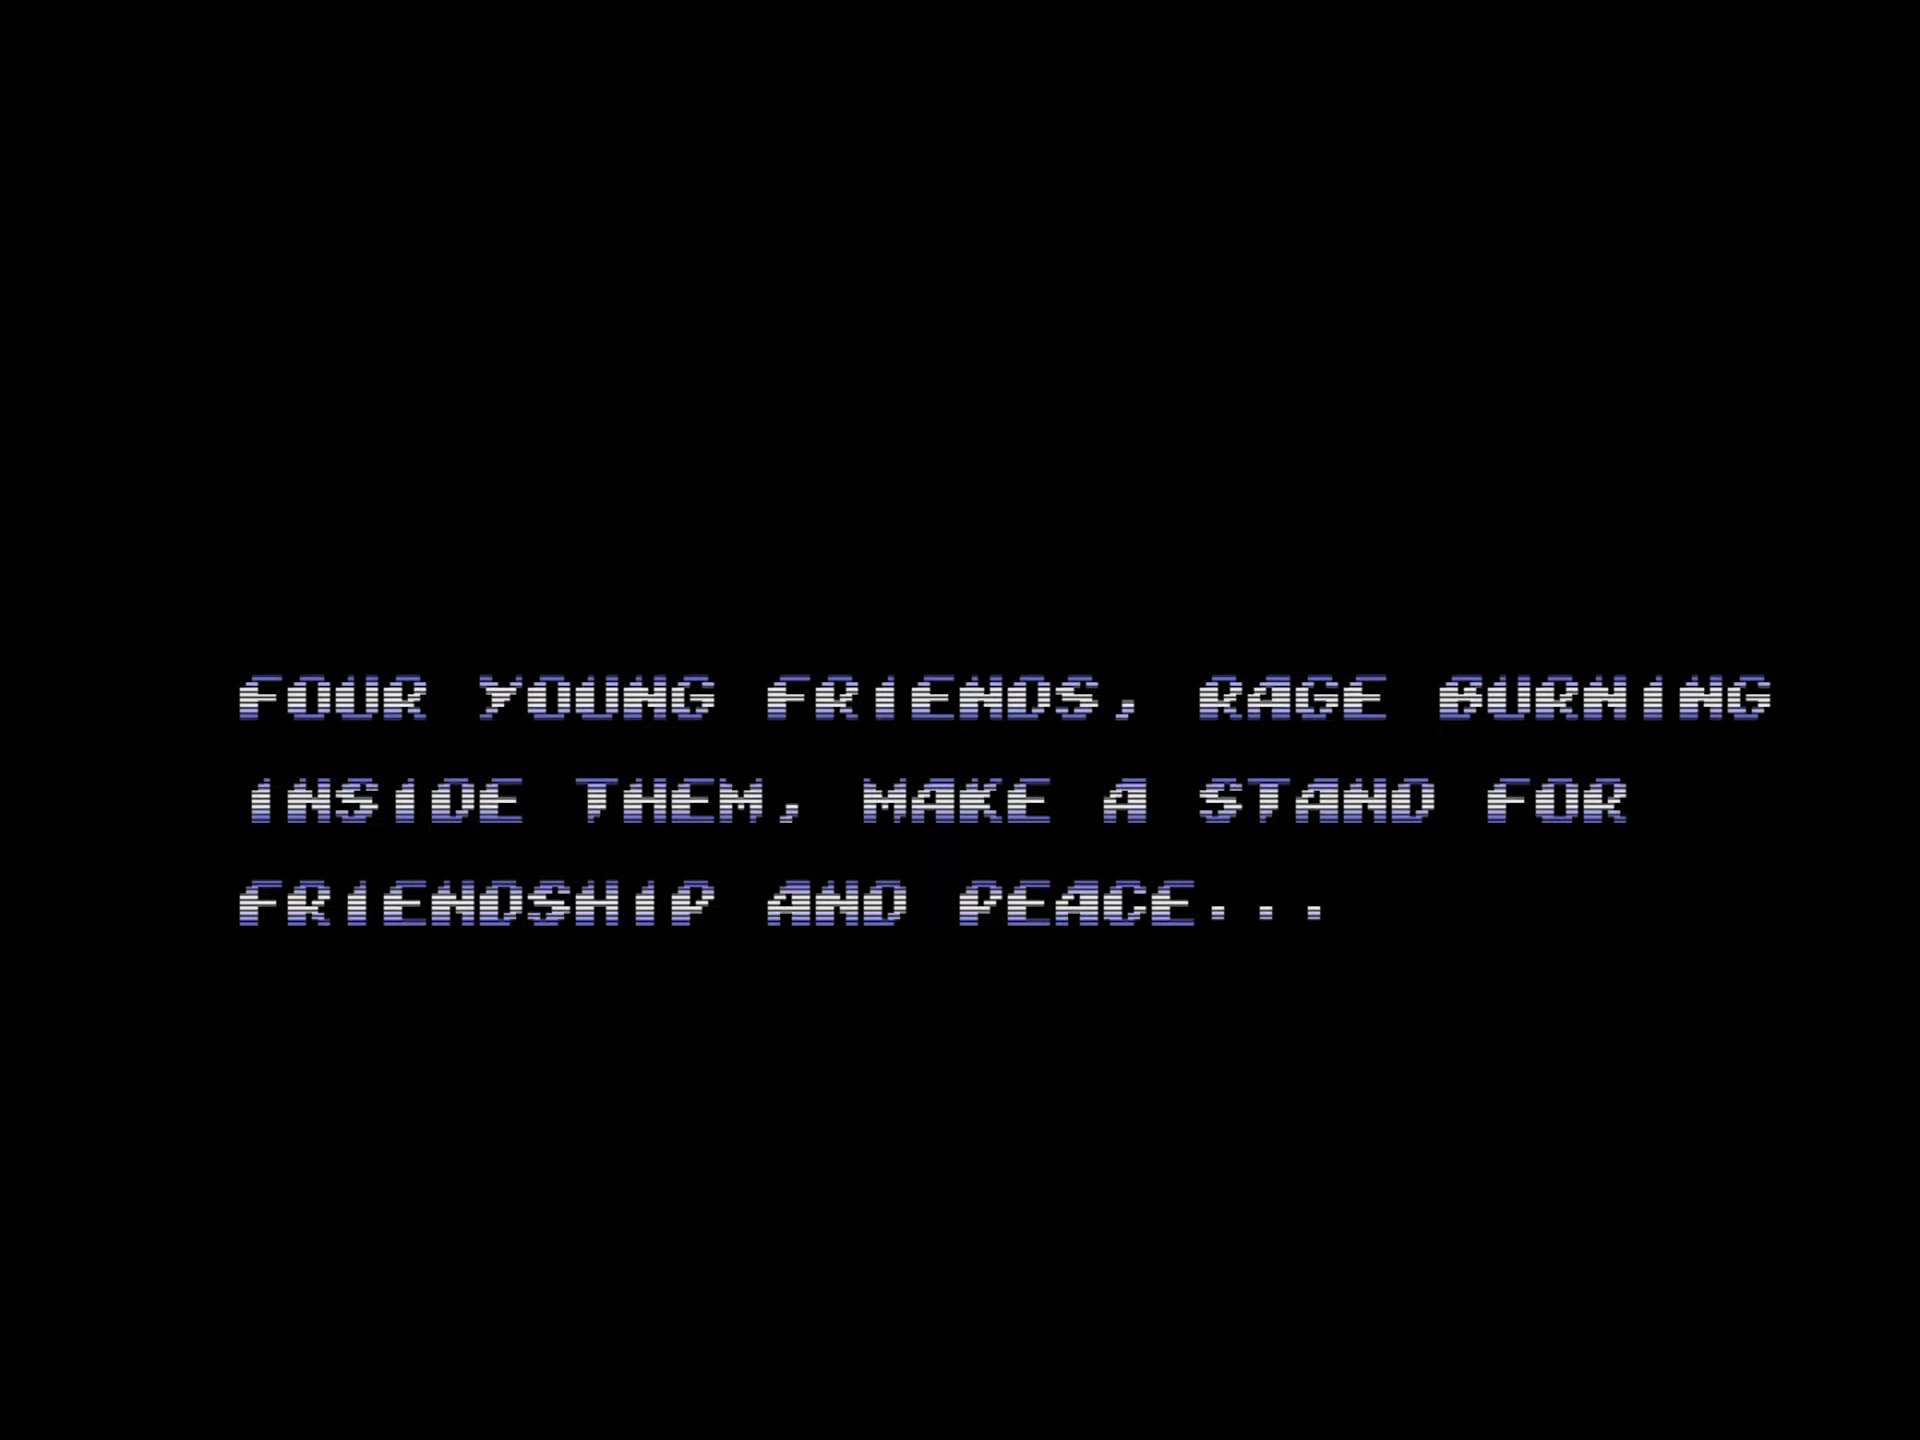 FOUR YOUNG FRIENDS, RAGE BURNING
INSIDE THEM, MAKE A STAND FOR
FRIENDSHIP AND PEACE...